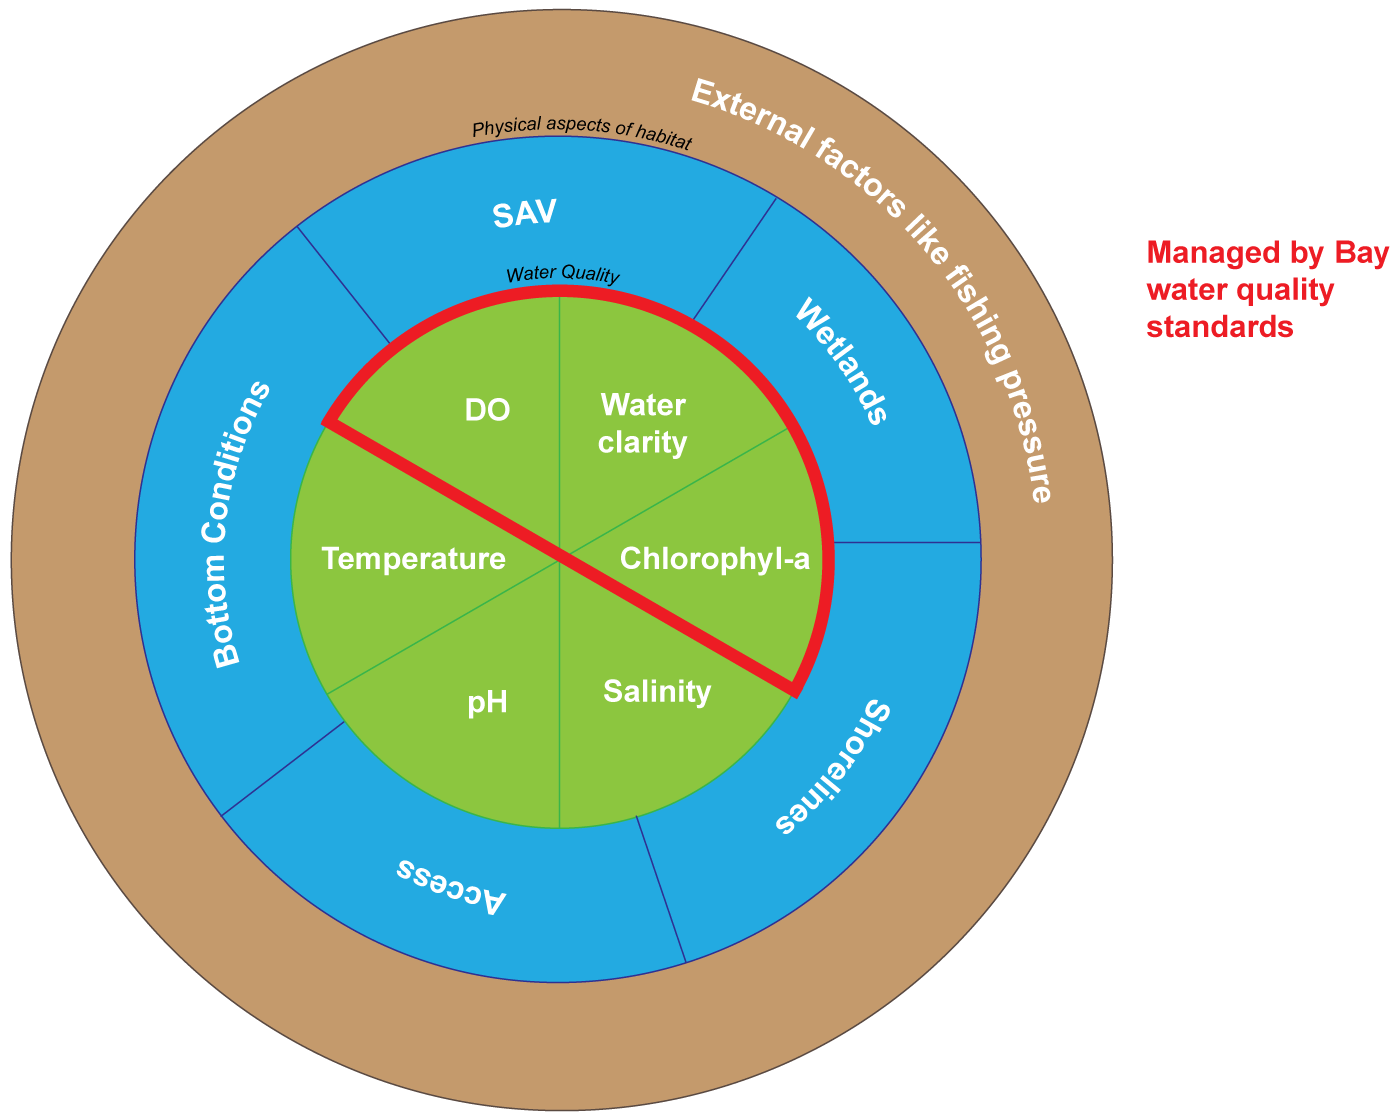 External factors like fishing pressure
Physical aspects of habitat
SAV
Water Quality
Wetlands
Managed by Bay
water quality
standards
Bottom Conditions
DO
Water
clarity
Temperature
Chlorophyl-a
pH
Salinity
Shorelines
Access